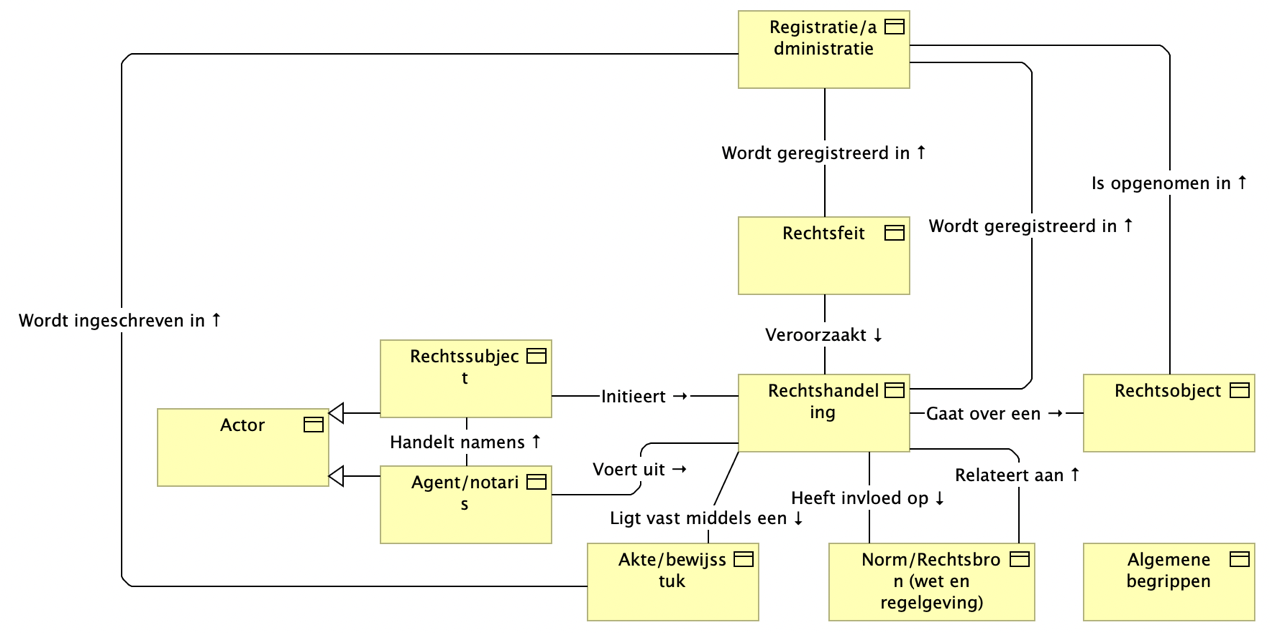 Registratie/a
dministratie
Wordt geregistreerd in ↑
Is opgenomen in ↑
Rechtsfeit
Wordt geregistreerd in ↑
Wordt ingeschreven in ↑
Veroorzaakt ↓
Rechtssubjec
t
Initieert →
Rechtshandel
ing
Gaat over een →
Rechtsobject
Actor
Handelt namens ↑
Agent/notari
s
Voert uit →
Relateert aan ↑
Heeft invloed op ↓
Ligt vast middels een ↓
Akte/bewijss
tuk
Norm/Rechtsbro
n (wet en
regelgeving)
Algemene
begrippen